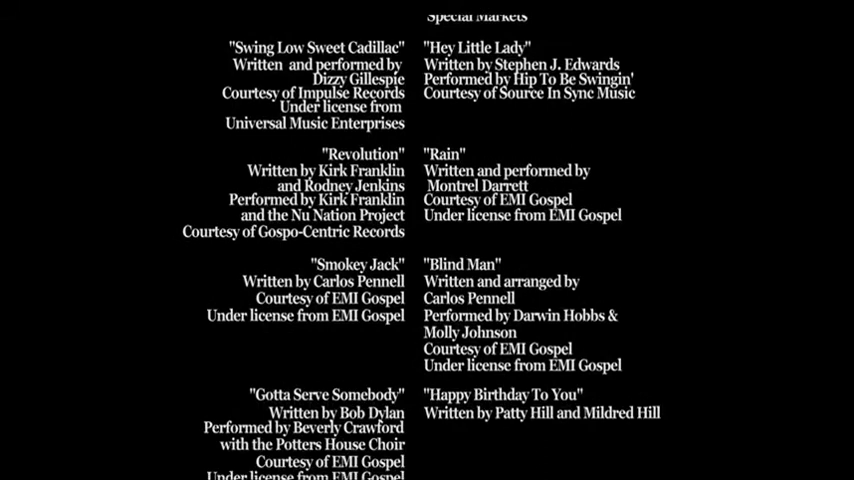 Special Markets
"Swing Low Sweet Cadillac"
Written and performed by
Dizzy Gillespie
Courtesy of Impulse Records
Under license from
Universal Music Enterprises
"Hey Little Lady"
Written by Stephen J. Edwards
Performed by Hip To Be Swingin'
Courtesy of Source In Sync Music
"Revolution"
Written by Kirk Franklin
and Rodney Jenkins
Performed by Kirk Franklin
and the Nu Nation Project
Courtesy of Gospo-Centric Records
"Rain"
Written and performed by
Montrel Darrett
Courtesy of EMI Gospel
Under license from EMI Gospel
"Smokey Jack"
Written by Carlos Pennell
Courtesy of EMI Gospel
Under license from EMI Gospel
"Blind Man"
Written and arranged by
Carlos Pennell
Performed by Darwin Hobbs &
Molly Johnson
Courtesy of EMI Gospel
Under license from EMI Gospel
"Gotta Serve Somebody"
Written by Bob Dylan
Performed by Beverly Crawford
with the Potters House Choir
Courtesy of EMI Gospel
Under license from EMI Gospel
"Happy Birthday To You"
Written by Patty Hill and Mildred Hill